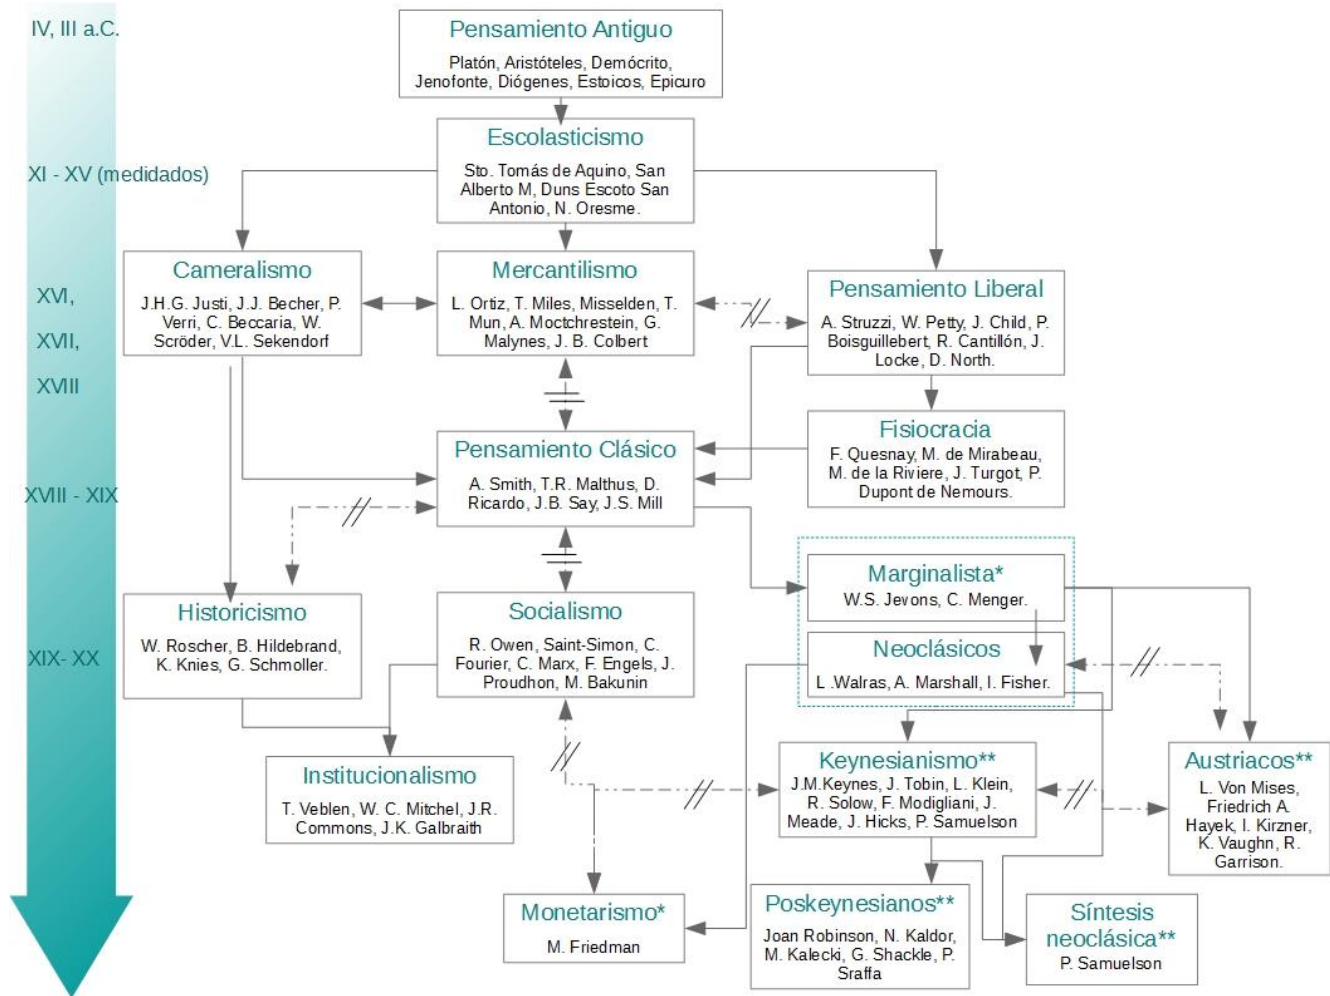 IV, III a.C.
Pensamiento Antiguo
Platón, Aristóteles, Demócrito,
Jenofonte, Diógenes, Estoicos, Epicuro
XI - XV (medidados)
Escolasticismo
Sto. Tomás de Aquino, San
Alberto M, Duns Escoto San
Antonio, N. Oresme.
XVI,
XVII,
XVIII
Cameralismo
J.H.G. Justi, J.J. Becher, P.
Verri, C. Beccaria, W.
Scröder, V.L. Sekendorf
Mercantilismo
L. Ortiz, T. Miles, Misselden, T.
Mun, A. Moctchrestein, G.
Malynes, J. B. Colbert
Pensamiento Liberal
A. Struzzi, W. Petty, J. Child, P.
Boisguillebert, R. Cantillón, J.
Locke, D. North.
Fisiocracia
F. Quesnay, M. de Mirabeau,
M. de la Riviere, J. Turgot, P.
Dupont de Nemours.
XVIII - XIX
Pensamiento Clásico
A. Smith, T.R. Malthus, D.
Ricardo, J.B. Say, J.S. Mill
XIX- XX
Historicismo
W. Roscher, B. Hildebrand,
K. Knies, G. Schmoller.
Socialismo
R. Owen, Saint-Simon, C.
Fourier, C. Marx, F. Engels, J.
Proudhon, M. Bakunin
Marginalista*
W.S. Jevons, C. Menger.
Neoclásicos
L .Walras, A. Marshall, I. Fisher.
Institucionalismo
T. Veblen, W. C. Mitchel, J.R.
Commons, J.K. Galbraith
Keynesianismo**
J.M.Keynes, J. Tobin, L. Klein,
R. Solow, F. Modigliani, J.
Meade, J. Hicks, P. Samuelson
Austriacos**
L. Von Mises,
Friedrich A.
Hayek, I. Kirzner,
K. Vaughn, R.
Garrison.
Monetarismo*
M. Friedman
Poskeynesianos**
Joan Robinson, N. Kaldor,
M. Kalecki, G. Shackle, P.
Sraffa
Síntesis
neoclásica**
P. Samuelson